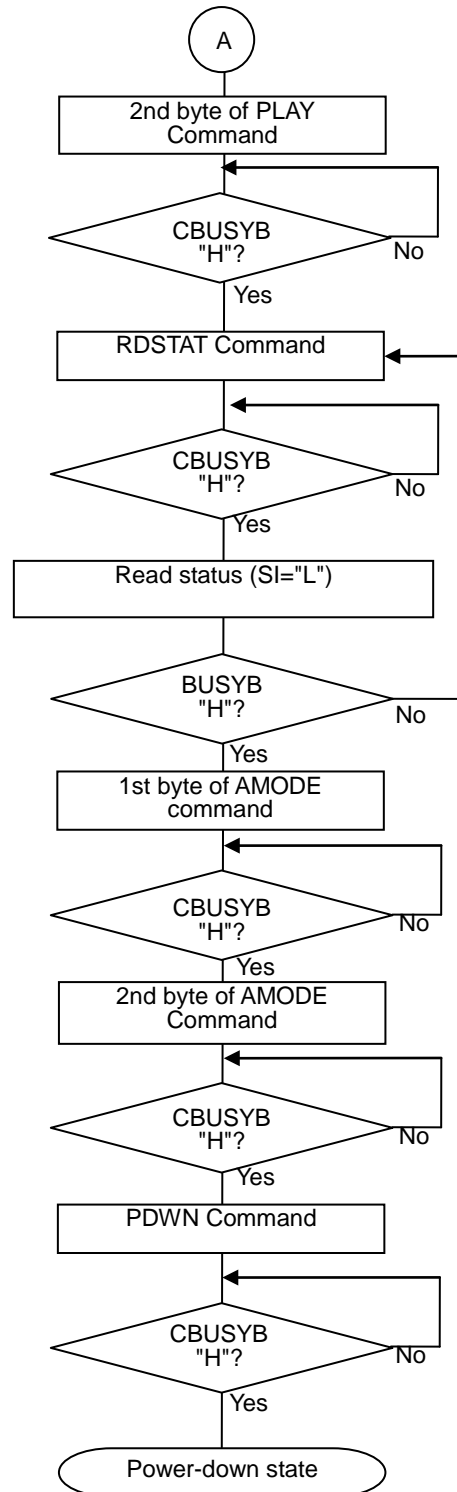 A
2nd byte of PLAY
Command
CBUSYB
"H"?
No
Yes
RDSTAT Command
CBUSYB
"H"?
No
Yes
Read status (SI="L")
BUSYB
"H"?
No
Yes
1st byte of AMODE
command
CBUSYB
"H"?
No
Yes
2nd byte of AMODE
Command
CBUSYB
"H"?
No
Yes
PDWN Command
CBUSYB
"H"?
No
Yes
Power-down state